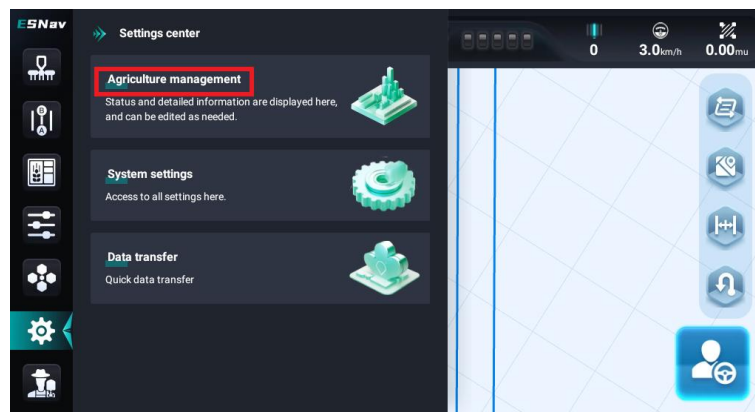 ESNav
Settings center
0
3.0km/h
0.00mu
Agriculture management
Status and detailed information are displayed here,
and can be edited as needed.
System settings
Access to all settings here.
Data transfer
Quick data transfer
B
A